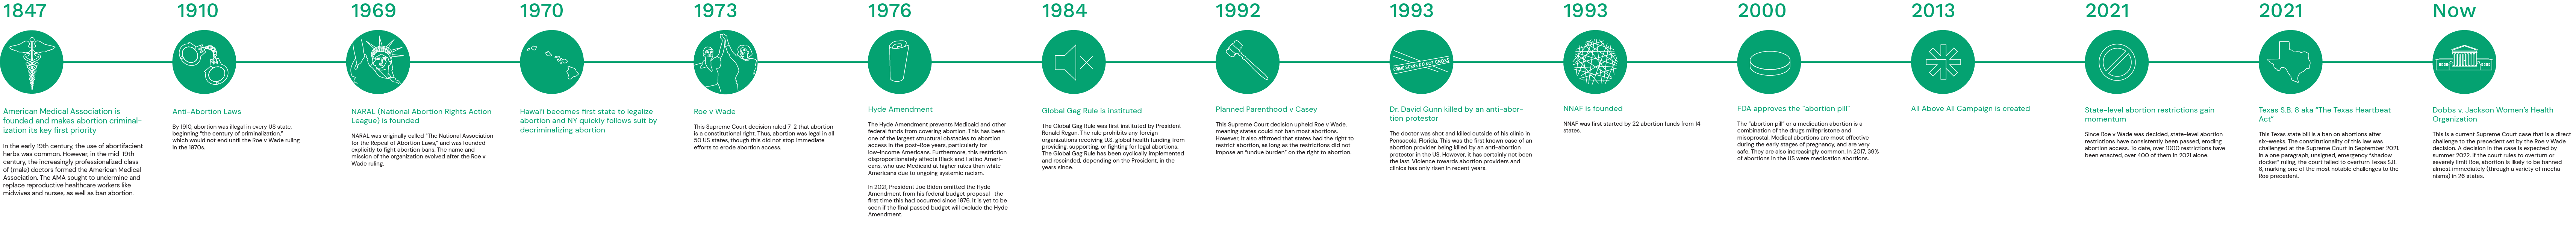 1847
American Medical Association is
founded and makes abortion criminal-
ization its key first priority
In the early 19th century, the use of abortifacient
herbs was common. However, in the mid-19th
century, the increasingly professionalized class
of (male) doctors formed the American Medical
Association. The AMA sought to undermine and
replace reproductive healthcare workers like
midwives and nurses, as well as ban abortion.
1910
Anti-Abortion Laws
By 1910, abortion was illegal in every US state,
beginning “the century of criminalization,”
which would not end until the Roe v Wade ruling
in the 1970s.
1969
NARAL (National Abortion Rights Action
League) is founded
NARAL was originally called “The National Association
for the Repeal of Abortion Laws,” and was founded
explicitly to fight abortion bans. The name and
mission of the organization evolved after the Roe v
Wade ruling.
1970
Hawai’i becomes first state to legalize
abortion and NY quickly follows suit by
decriminalizing abortion
1973
Roe v Wade
This Supreme Court decision ruled 7-2 that abortion
is a constitutional right. Thus, abortion was legal in all
50 US states, though this did not stop immediate
efforts to erode abortion access.
1976
Hyde Amendment
The Hyde Amendment prevents Medicaid and other
federal funds from covering abortion. This has been
one of the largest structural obstacles to abortion
access in the post-Roe years, particularly for
low-income Americans. Furthermore, this restriction
disproportionately affects Black and Latino Ameri-
cans, who use Medicaid at higher rates than white
Americans due to ongoing systemic racism.
In 2021, President Joe Biden omitted the Hyde
Amendment from his federal budget proposal- the
first time this had occurred since 1976. It is yet to be
seen if the final passed budget will exclude the Hyde
Amendment.
1984
Global Gag Rule is instituted
The Global Gag Rule was first instituted by President
Ronald Regan. The rule prohibits any foreign
organizations receiving U.S. global health funding from
providing, supporting, or fighting for legal abortions.
The Global Gag Rule has been cyclically implemented
and rescinded, depending on the President, in the
years since.
1992
Planned Parenthood v Casey
This Supreme Court decision upheld Roe v Wade,
meaning states could not ban most abortions.
However, it also affirmed that states had the right to
restrict abortion, as long as the restrictions did not
impose an “undue burden” on the right to abortion.
1993
CRIME SCENE DO NOT CROSS
Dr. David Gunn killed by an anti-abor-
tion protestor
The doctor was shot and killed outside of his clinic in
Pensacola, Florida. This was the first known case of an
abortion provider being killed by an anti-abortion
protester in the US. However, it has certainly not been
the last. Violence towards abortion providers and
clinics has only risen in recent years.
1993
NNAF is founded
NNAF was first started by 22 abortion funds from 14
states.
2000
FDA approves the “abortion pill”
The “abortion pill” or a medication abortion is a
combination of the drugs mifepristone and
misoprostal. Medical abortions are most effective
during the early stages of pregnancy, and are very
safe. They are also increasingly common. In 2017, 39%
of abortions in the US were medication abortions.
2013
All Above All Campaign is created
2021
State-level abortion restrictions gain
momentum
Since Roe v Wade was decided, state-level abortion
restrictions have consistently been passed, eroding
abortion access. To date, over 1000 restrictions have
been enacted, over 400 of them in 2021 alone.
2021
Texas S.B. 8 aka “The Texas Heartbeat
Act”
This Texas state bill is a ban on abortions after
six-weeks. The constitutionality of this law was
challenged at the Supreme Court in September 2021.
In a one paragraph, unsigned, emergency “shadow
docket” ruling, the court failed to overturn Texas S.B.
8, marking one of the most notable challenges to the
Roe precedent.
Now
Dobbs v. Jackson Women’s Health
Organization
This is a current Supreme Court case that is a direct
challenge to the precedent set by the Roe v Wade
decision. A decision in the case is expected by
summer 2022. If the court rules to overturn or
severely limit Roe, abortion is likely to be banned
almost immediately (through a variety of mecha-
nisms) in 26 states.